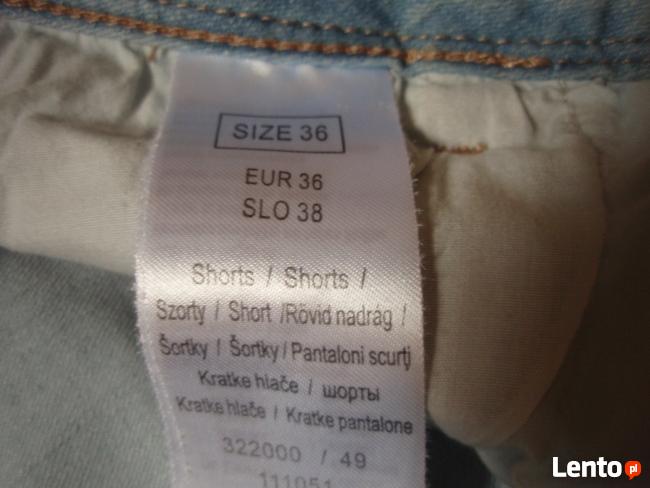 SIZE 36
EUR 36
SLO 38
Shorts / Shorts /
Szorty / Short /Rövid nadrág /
Šortky / Šortky / Pantaloni scurţi
Kratke hlače / шорты
Kratke hlače / Kratke pantalone
322000 / 49
111051
Lento.pl